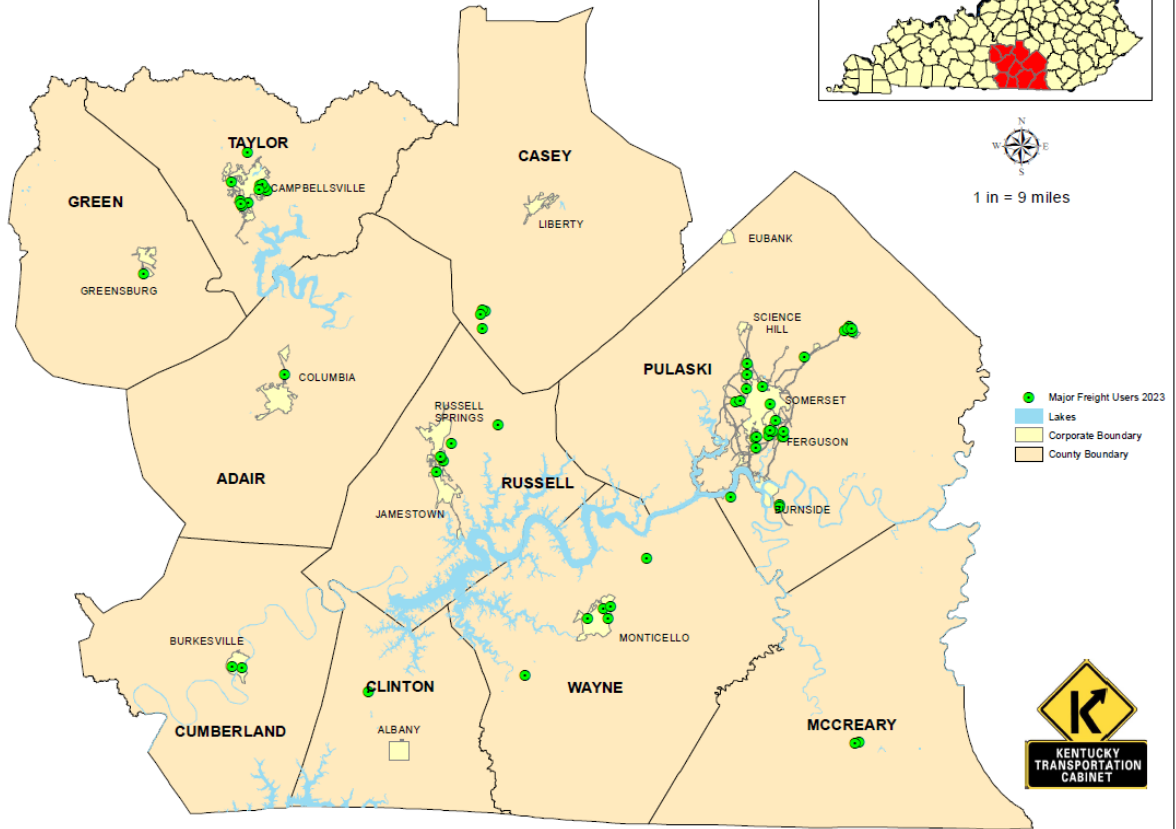 N
W E
S
1 in = 9 miles
TAYLOR
CASEY
CAMPBELLSVILLE
GREEN
LIBERTY
EUBANK
GREENSBURG
SCIENCE
HILL
PULASKI
COLUMBIA
SOMERSET
RUSSELL
SPRINGS
FERGUSON
Major Freight Users 2023
Lakes
Corporate Boundary
County Boundary
ADAIR
RUSSELL
JAMESTOWN
BURNSIDE
BURKESVILLE
MONTICELLO
CLINTON
WAYNE
CUMBERLAND
ALBANY
MCCREARY
K
KENTUCKY
TRANSPORTATION
CABINET